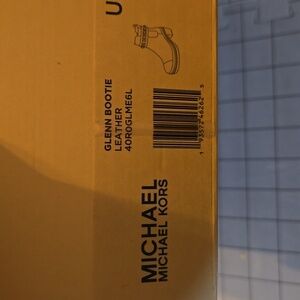 U
GLENN BOOTIE
LEATHER
40R0GLME6L
MICHAEL
MICHAEL KORS